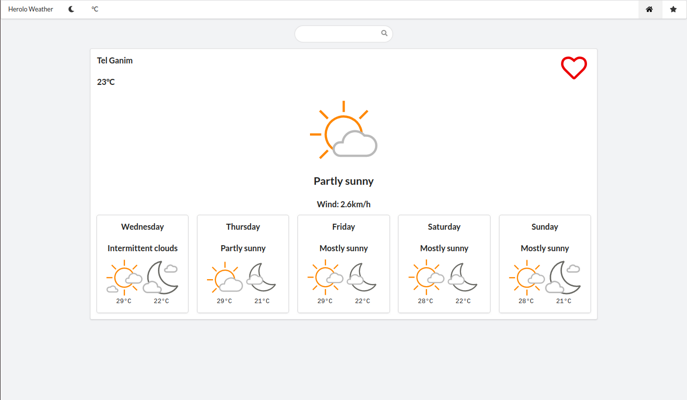 Herolo Weather °C
Tel Ganim
23°C
Partly sunny
Wind: 2.6km/h
Wednesday
Intermittent clouds
29°C 22°C
Thursday
Partly sunny
29°C 21°C
Friday
Mostly sunny
29°C 22°C
Saturday
Mostly sunny
28°C 22°C
Sunday
Mostly sunny
28°C 21°C